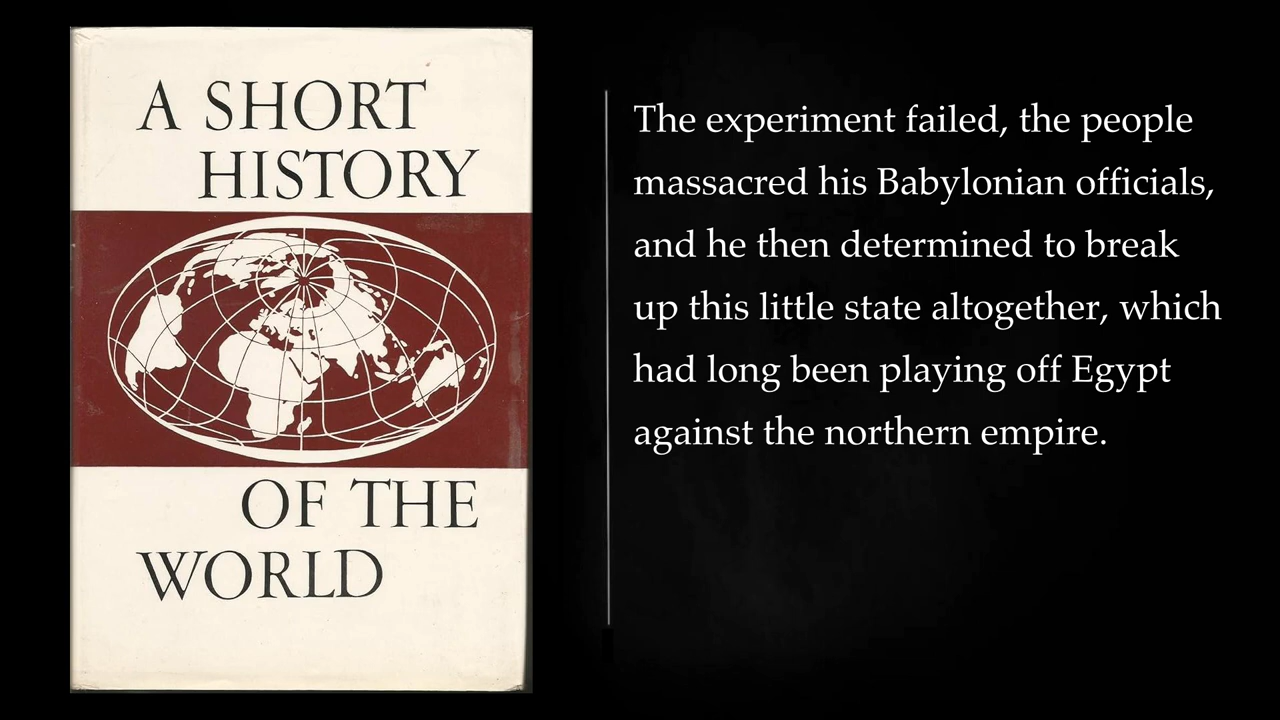 A SHORT
HISTORY
OF THE
WORLD
The experiment failed, the people
massacred his Babylonian officials,
and he then determined to break
up this little state altogether, which
had long been playing off Egypt
against the northern empire.